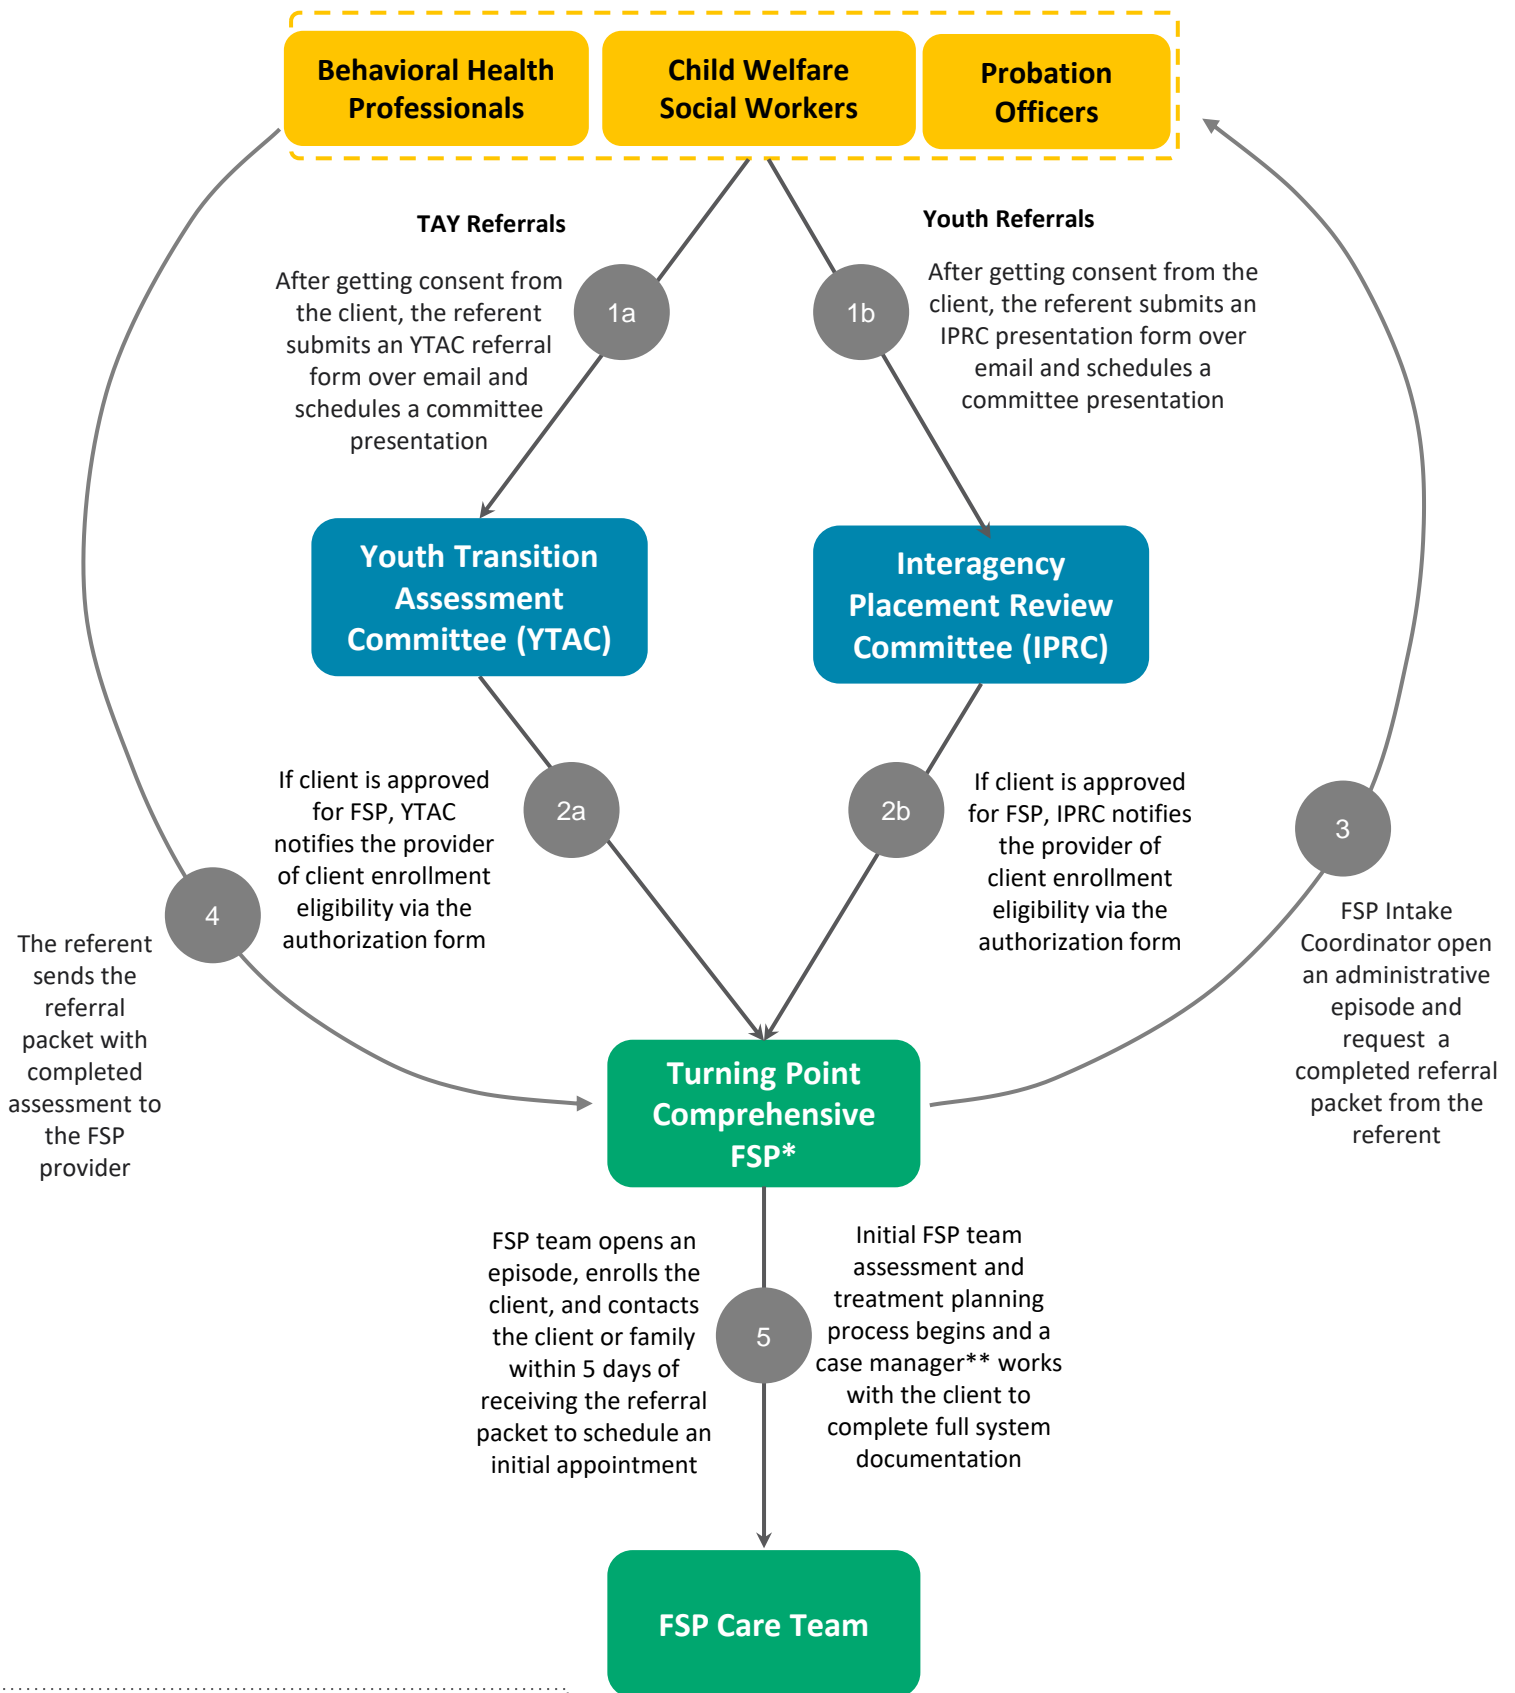 Behavioral Health
Professionals
Child Welfare
Social Workers
Probation
Officers
TAY Referrals
After getting consent from
the client, the referent
submits an YTAC referral
form over email and
schedules a committee
presentation
1a
1b
Youth Referrals
After getting consent from the
client, the referent submits an
IPRC presentation form over
email and schedules a
committee presentation
Youth Transition
Assessment
Committee (YTAC)
Interagency
Placement Review
Committee (IPRC)
If client is approved
for FSP, YTAC
notifies the provider
of client enrollment
eligibility via the
authorization form
2a
2b
If client is approved
for FSP, IPRC notifies
the provider of
client enrollment
eligibility via the
authorization form
3
FSP Intake
Coordinator open
an administrative
episode and
request a
completed referral
packet from the
referent
4
The referent
sends the
referral
packet with
completed
assessment to
the FSP
provider
Turning Point
Comprehensive
FSP*
FSP team opens an
episode, enrolls the
client, and contacts
the client or family
within 5 days of
receiving the referral
packet to schedule an
initial appointment
5
Initial FSP team
assessment and
treatment planning
process begins and a
case manager** works
with the client to
complete full system
documentation
FSP Care Team